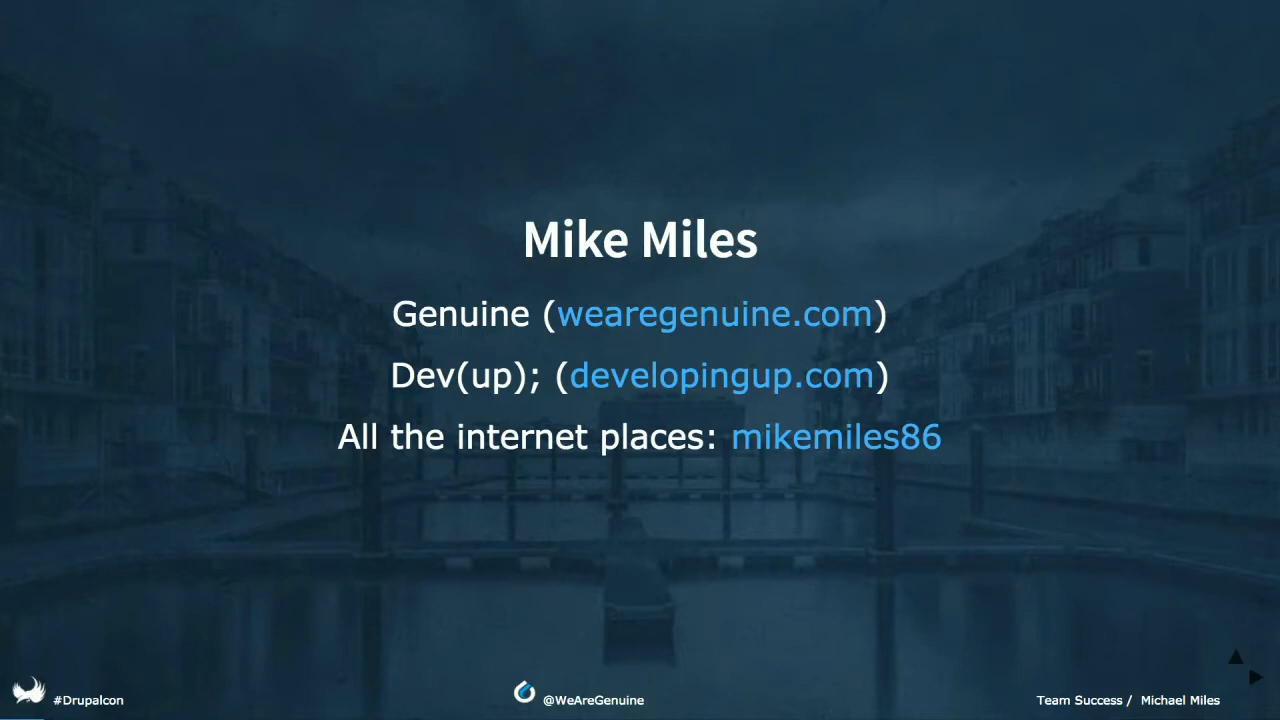 Mike Miles
Genuine (wearegenuine.com)
Dev(up); (developingup.com)
All the internet places: mikemiles86
#Drupalcon
@WeAreGenuine
Team Success / Michael Miles